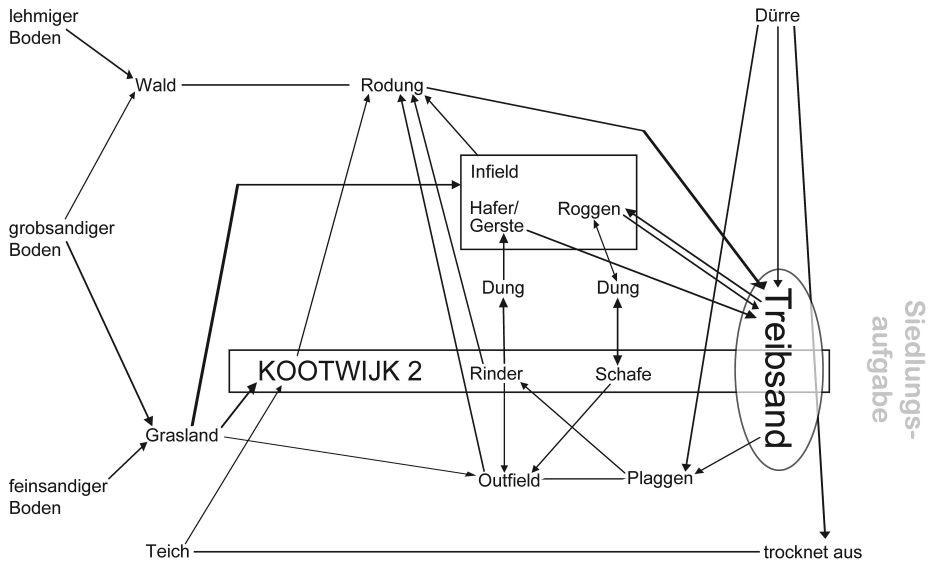 lehmiger
Boden
Dürre
Wald
Rodung
Infield
Hafer/
Gerste
Roggen
grobsandiger
Boden
Dung
Dung
Treibsand
Siedlungs-
aufgabe
KOOTWIJK 2
Rinder
Schafe
Grasland
feinsandiger
Boden
Outfield
Plaggen
Teich
trocknet aus